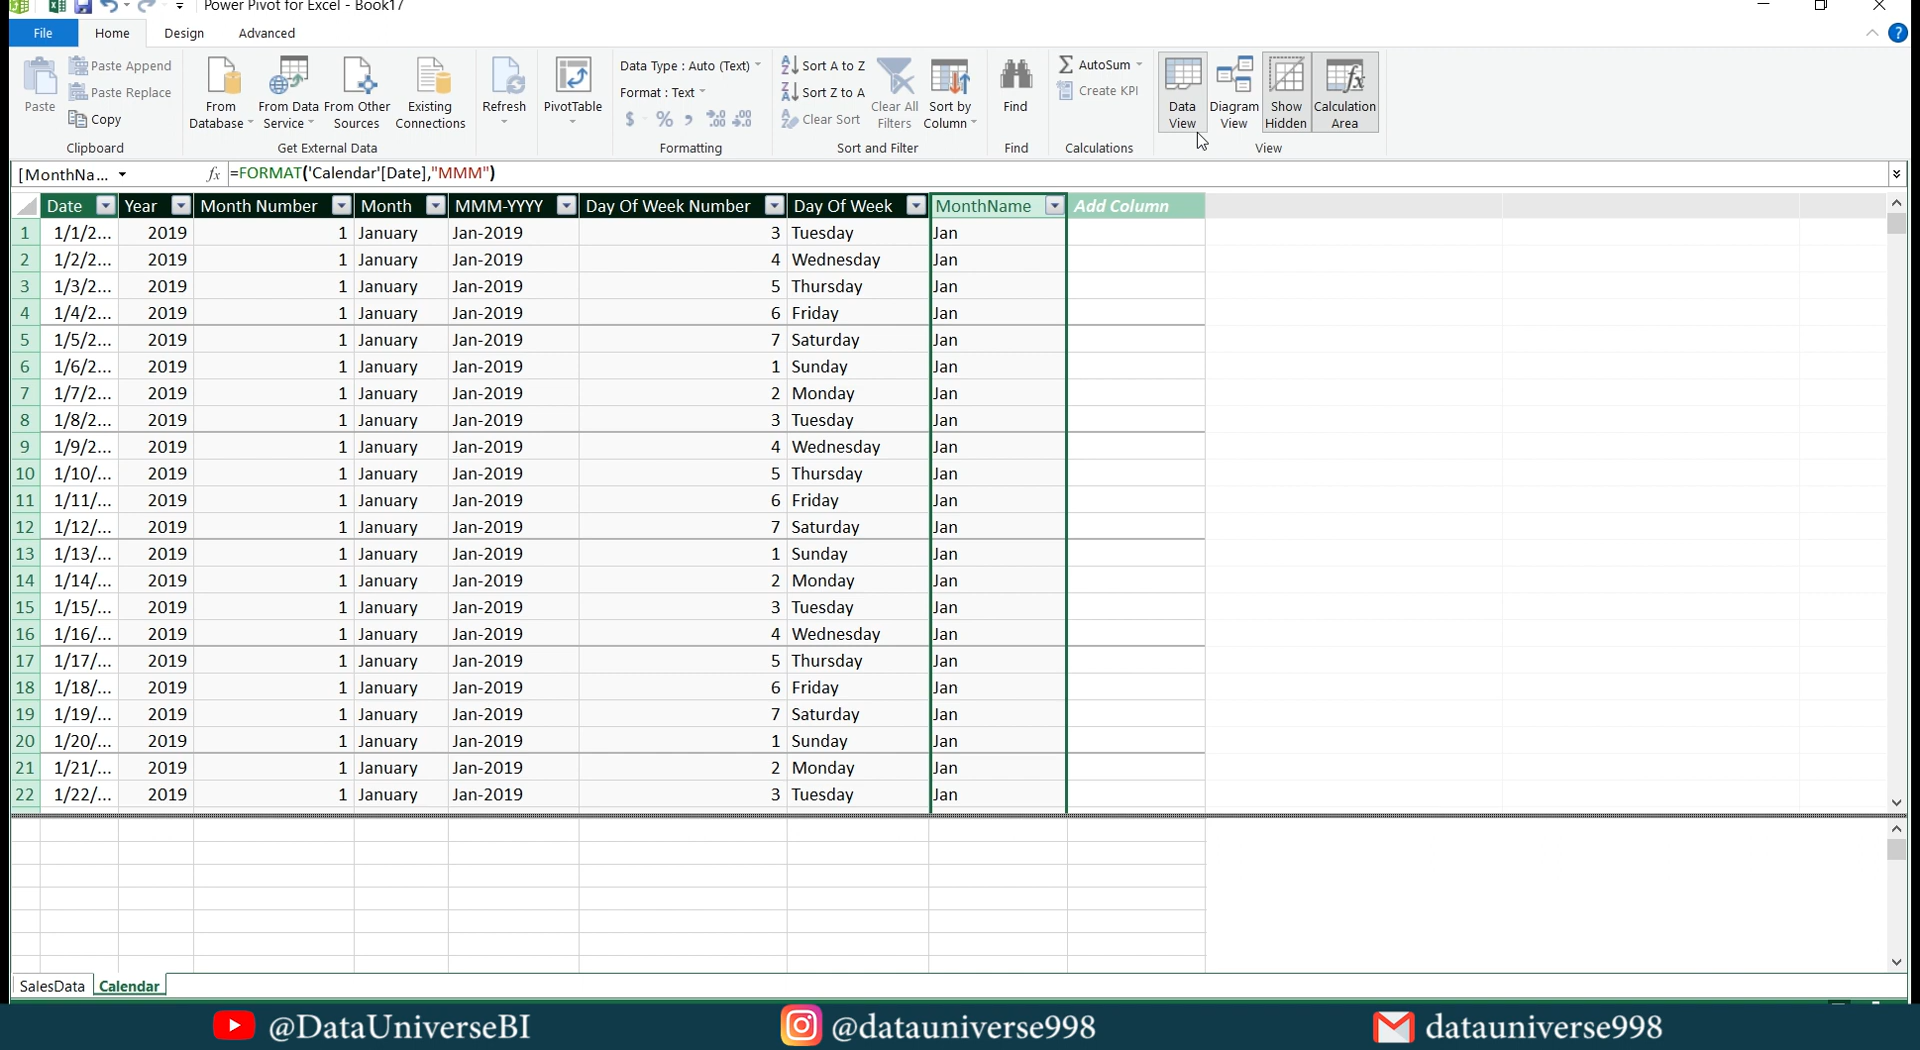 Power Pivot for Excel - Book17
File Home Design Advanced
Paste
Paste Append
Paste Replace
Copy
Clipboard
From Database
From Data Service
From Other Sources
Existing Connections
Get External Data
Refresh
PivotTable
Data Type : Auto (Text)
Format : Text
$ % ,
Formatting
Sort A to Z
Sort Z to A
Clear Sort
Clear All Filters
Sort by Column
Sort and Filter
Find
Find
AutoSum
Create KPI
Calculations
Data View
Diagram View
Show Hidden
Calculation Area
View
[MonthNa... fx =FORMAT('Calendar'[Date],"MMM")
Date Year Month Number Month MMM-YYYY Day Of Week Number Day Of Week MonthName Add Column
1 1/1/2... 2019 1 January Jan-2019 3 Tuesday Jan
2 1/2/2... 2019 1 January Jan-2019 4 Wednesday Jan
3 1/3/2... 2019 1 January Jan-2019 5 Thursday Jan
4 1/4/2... 2019 1 January Jan-2019 6 Friday Jan
5 1/5/2... 2019 1 January Jan-2019 7 Saturday Jan
6 1/6/2... 2019 1 January Jan-2019 1 Sunday Jan
7 1/7/2... 2019 1 January Jan-2019 2 Monday Jan
8 1/8/2... 2019 1 January Jan-2019 3 Tuesday Jan
9 1/9/2... 2019 1 January Jan-2019 4 Wednesday Jan
10 1/10/... 2019 1 January Jan-2019 5 Thursday Jan
11 1/11/... 2019 1 January Jan-2019 6 Friday Jan
12 1/12/... 2019 1 January Jan-2019 7 Saturday Jan
13 1/13/... 2019 1 January Jan-2019 1 Sunday Jan
14 1/14/... 2019 1 January Jan-2019 2 Monday Jan
15 1/15/... 2019 1 January Jan-2019 3 Tuesday Jan
16 1/16/... 2019 1 January Jan-2019 4 Wednesday Jan
17 1/17/... 2019 1 January Jan-2019 5 Thursday Jan
18 1/18/... 2019 1 January Jan-2019 6 Friday Jan
19 1/19/... 2019 1 January Jan-2019 7 Saturday Jan
20 1/20/... 2019 1 January Jan-2019 1 Sunday Jan
21 1/21/... 2019 1 January Jan-2019 2 Monday Jan
22 1/22/... 2019 1 January Jan-2019 3 Tuesday Jan
SalesData Calendar
@DataUniverseBI @datauniverse998 datauniverse998